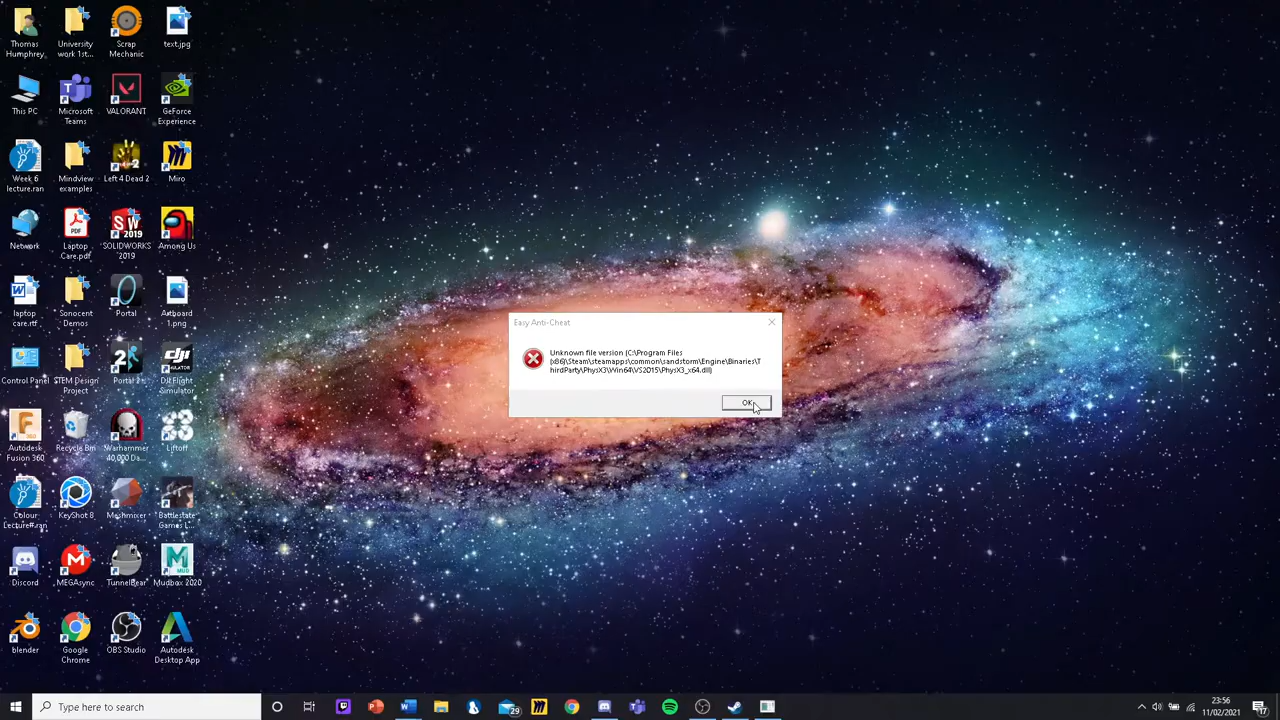 Thomas
Humphrey
University
work 1st...
Scrap
Mechanic
text.jpg
This PC
Microsoft
Teams
VALORANT
GeForce
Experience
Week 6
lecture.ran
Mindview
examples
Left 4 Dead 2
Miro
Network
Laptop
Care.pdf
SOLIDWORKS
2019
Among Us
laptop
care.rtf
Sonocent
Demos
Portal
Artboard
1.png
Control Panel
STEM Design
Project
Portal 2
DJI Flight
Simulator
Autodesk
Fusion 360
Recycle Bin
Warhammer
40,000 Da...
Liftoff
Colour
Lecture#.ran
KeyShot 8
Meshmixer
Battlestate
Games L...
Discord
MEGAsync
TunnelBear
Mudbox 2020
blender
Google
Chrome
OBS Studio
Autodesk
Desktop App
Easy Anti-Cheat
Unknown file version (C:\Program Files
(x86)\Steam\steamapps\common\sandstorm\Engine\Binaries\T
hirdParty\PhysX3\Win64\VS2015\PhysX3_x64.dll)
OK
Type here to search
29
23:56
11/02/2021
17